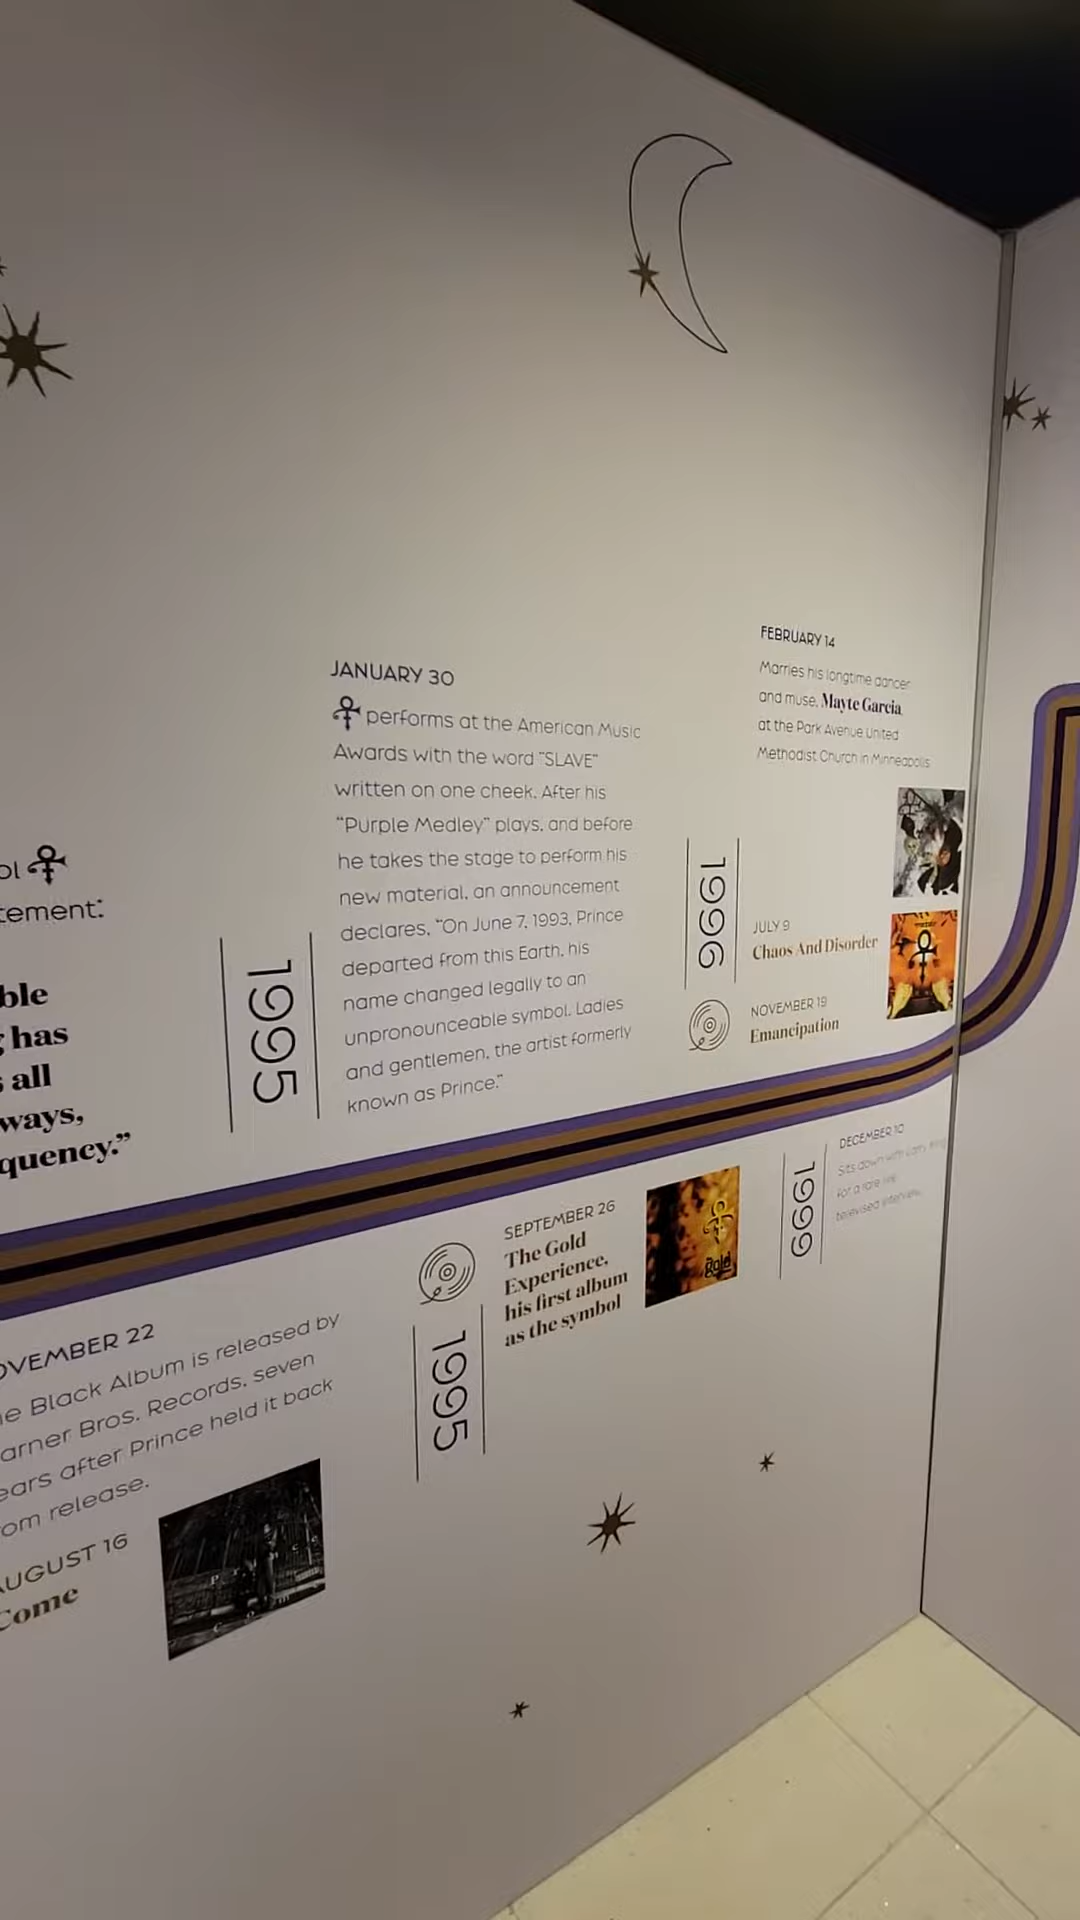 ol
tement:
ble
has
all
ways,
quency.”
1995
JANUARY 30
performs at the American Music
Awards with the word “SLAVE”
written on one cheek. After his
“Purple Medley” plays, and before
he takes the stage to perform his
new material, an announcement
declares, “On June 7, 1993, Prince
departed from this Earth, his
name changed legally to an
unpronounceable symbol. Ladies
and gentlemen, the artist formerly
known as Prince.”
1996
FEBRUARY 14
Marries his longtime dancer
and muse, Mayte Garcia,
at the Park Avenue United
Methodist Church in Minneapolis
JULY 9
Chaos And Disorder
NOVEMBER 19
Emancipation
OVEMBER 22
e Black Album is released by
arner Bros. Records, seven
ears after Prince held it back
om release.
AUGUST 16
Come
1995
SEPTEMBER 26
The Gold
Experience,
his first album
as the symbol
gold
1999
DECEMBER 10
Sits down with Larry King
for a rare live
televised interview.